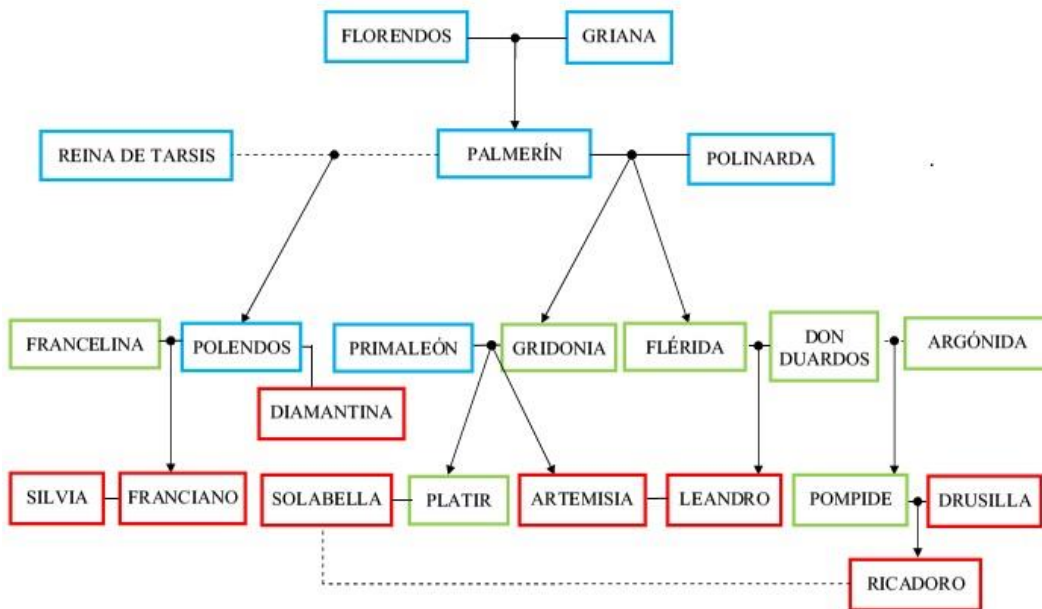 FLORENDOS
GRIANA
REINA DE TARSIS
PALMERÍN
POLINARDA
.
FRANCELINA
POLENDOS
PRIMALEÓN
GRIDONIA
FLÉRIDA
DON
DUARDOS
ARGÓNIDA
DIAMANTINA
SILVIA
FRANCIANO
SOLABELLA
PLATIR
ARTEMISIA
LEANDRO
POMPIDE
DRUSILLA
RICADORO